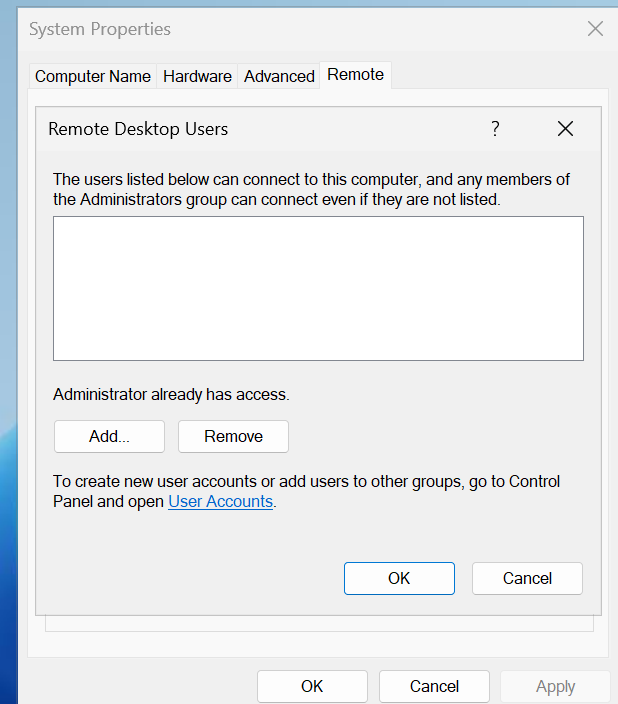 System Properties
Computer Name Hardware Advanced Remote
Remote Desktop Users ?
The users listed below can connect to this computer, and any members of
the Administrators group can connect even if they are not listed.
Administrator already has access.
Add... Remove
To create new user accounts or add users to other groups, go to Control
Panel and open User Accounts.
OK Cancel
OK Cancel Apply